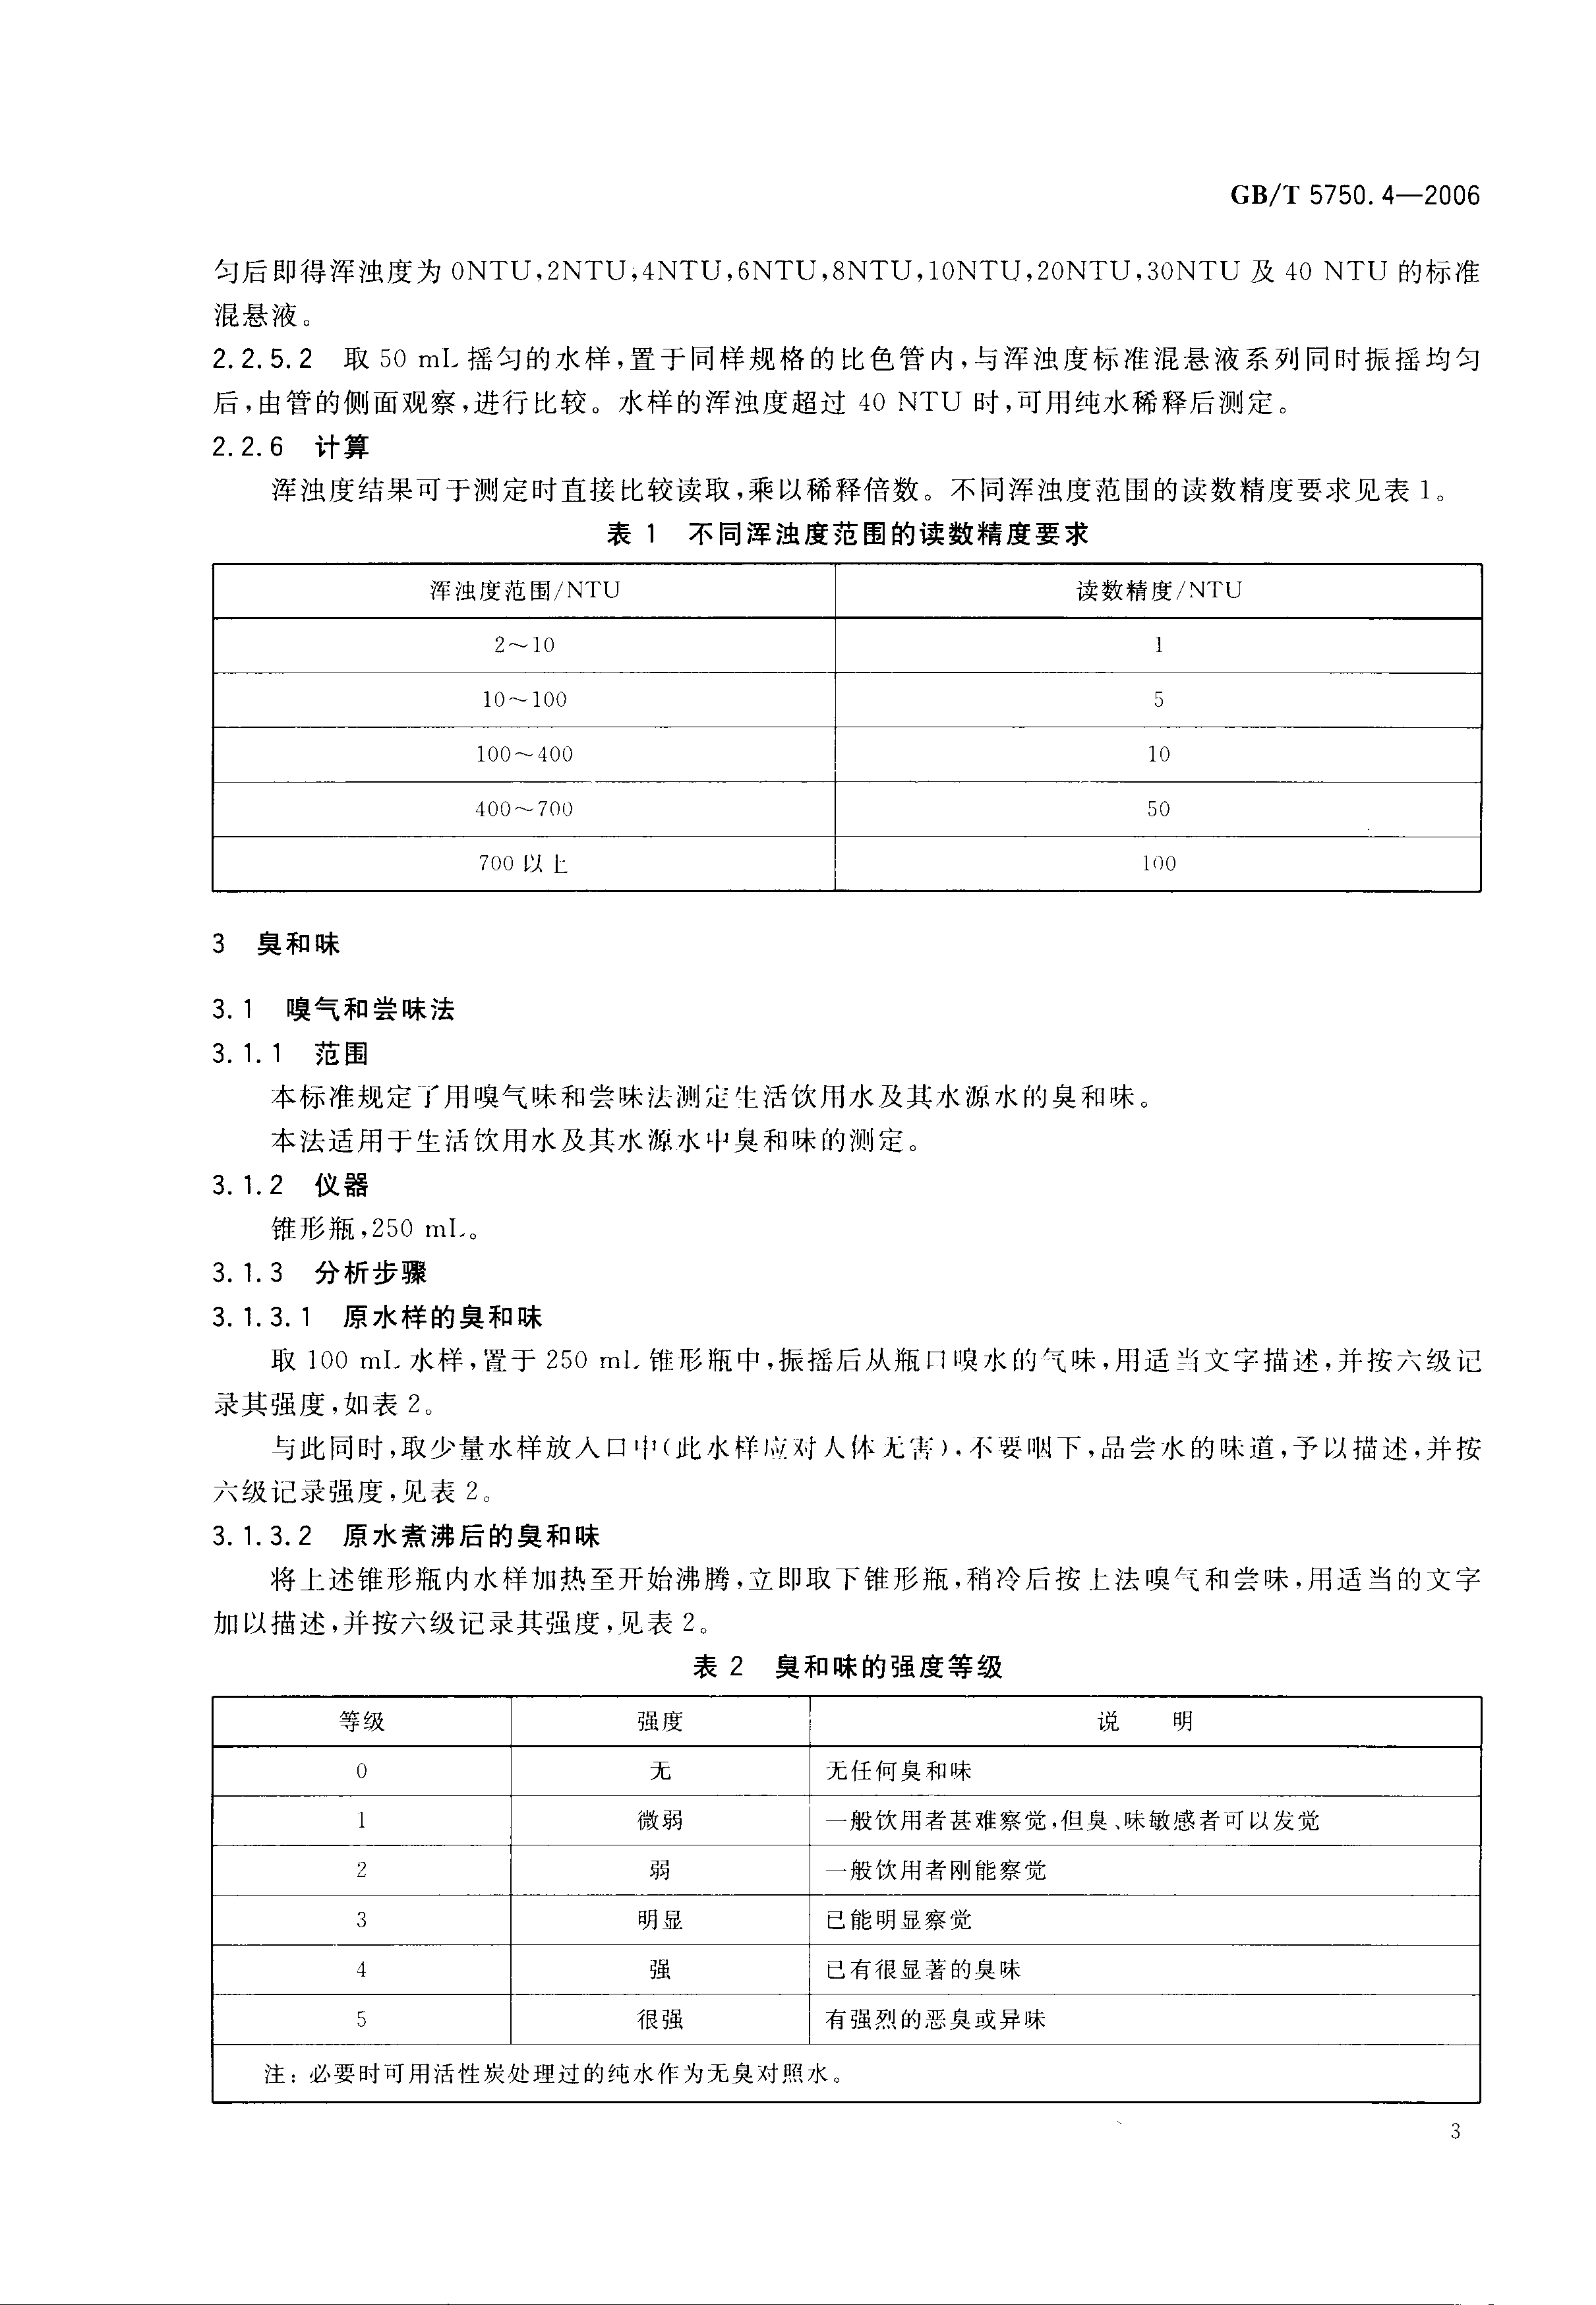 GB/T 5750.4—2006
匀后即得浑浊度为 0NTU,2NTU,4NTU,6NTU,8NTU,10NTU,20NTU,30NTU 及 40 NTU 的标准
混悬液。
2.2.5.2 取 50 mL 摇匀的水样,置于同样规格的比色管内,与浑浊度标准混悬液系列同时振摇均匀
后,由管的侧面观察,进行比较。水样的浑浊度超过 40 NTU 时,可用纯水稀释后测定。
2.2.6 计算
浑浊度结果可于测定时直接比较读取,乘以稀释倍数。不同浑浊度范围的读数精度要求见表 1。
表 1 不同浑浊度范围的读数精度要求
浑浊度范围/NTU 读数精度/NTU
2～10 1
10～100 5
100～400 10
400～700 50
700 以上 100
3 臭和味
3.1 嗅气和尝味法
3.1.1 范围
本标准规定了用嗅气味和尝味法测定生活饮用水及其水源水的臭和味。
本法适用于生活饮用水及其水源水中臭和味的测定。
3.1.2 仪器
锥形瓶,250 mL。
3.1.3 分析步骤
3.1.3.1 原水样的臭和味
取 100 mL 水样,置于 250 mL 锥形瓶中,振摇后从瓶口嗅水的气味,用适当文字描述,并按六级记
录其强度,如表 2。
与此同时,取少量水样放入口中(此水样应对人体无害),不要咽下,品尝水的味道,予以描述,并按
六级记录强度,见表 2。
3.1.3.2 原水煮沸后的臭和味
将上述锥形瓶内水样加热至开始沸腾,立即取下锥形瓶,稍冷后按上法嗅气和尝味,用适当的文字
加以描述,并按六级记录其强度,见表 2。
表 2 臭和味的强度等级
等级 强度 说 明
0 无 无任何臭和味
1 微弱 一般饮用者甚难察觉,但臭、味敏感者可以发觉
2 弱 一般饮用者刚能察觉
3 明显 已能明显察觉
4 强 已有很显著的臭味
5 很强 有强烈的恶臭或异味
注: 必要时可用活性炭处理过的纯水作为无臭对照水。
3